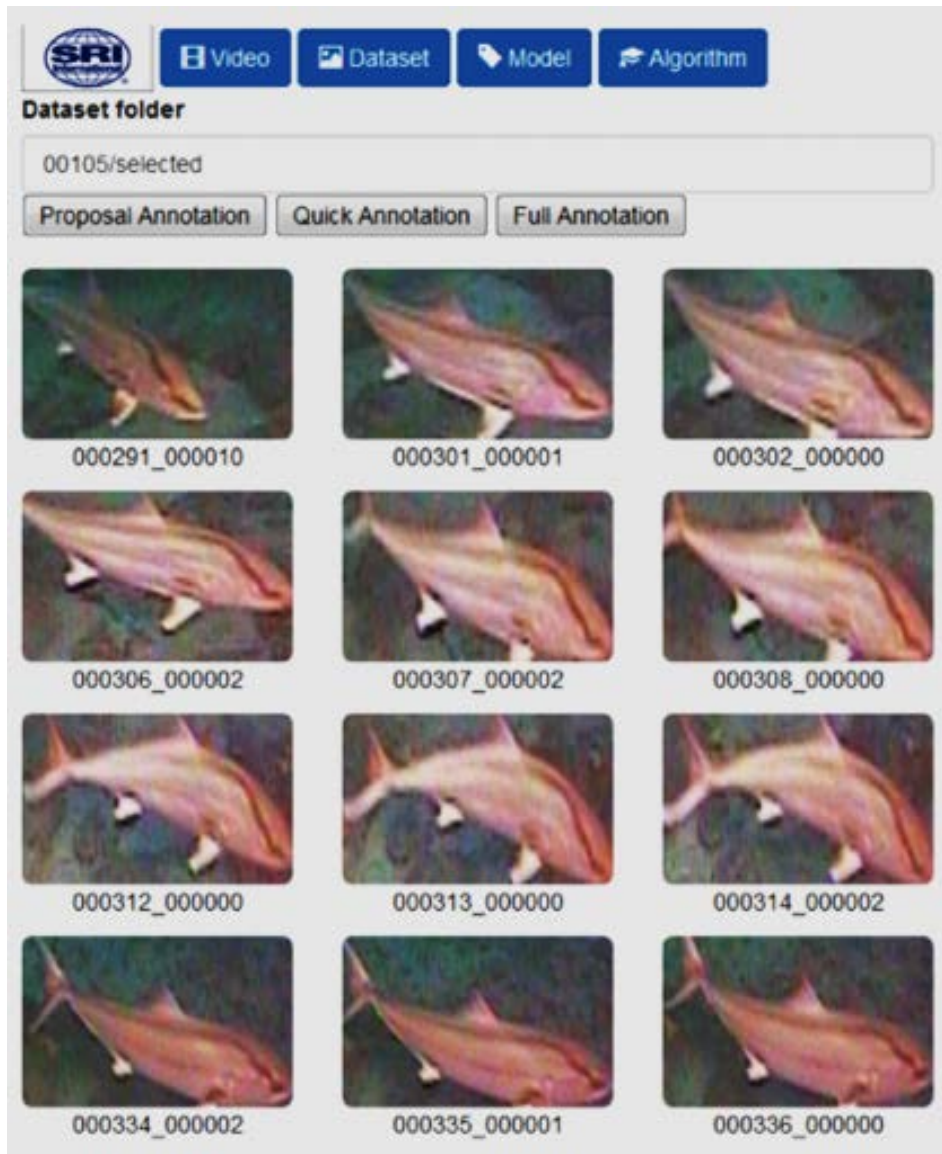 SRI Video Dataset Model Algorithm
Dataset folder
00105/selected
Proposal Annotation Quick Annotation Full Annotation
000291_000010 000301_000001 000302_000000
000306_000002 000307_000002 000308_000000
000312_000000 000313_000000 000314_000002
000334_000002 000335_000001 000336_000000